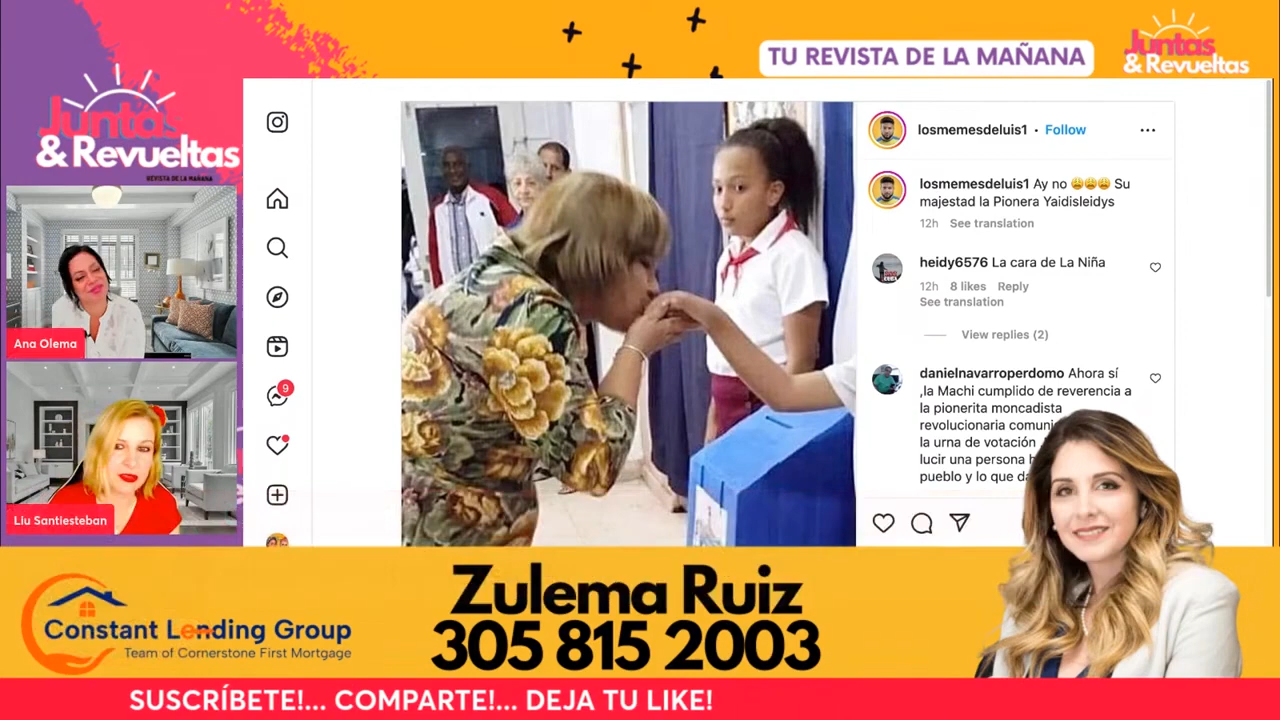 TU REVISTA DE LA MAÑANA
Juntas
& Revueltas
Juntas
& Revueltas
REVISTA DE LA MAÑANA
Ana Olema
Liu Santiesteban
9
losmemesdeluis1 • Follow
losmemesdeluis1 Ay no 😩😩😩 Su
majestad la Pionera Yaidisleidys
12h See translation
heidy6576 La cara de La Niña
12h 8 likes Reply
See translation
View replies (2)
danielnavarroperdomo Ahora sí
,la Machi cumplido de reverencia a
la pionerita moncadista
revolucionaria
la urna de votación
lucir una persona
pueblo y lo que
Constant Lending Group
Team of Cornerstone First Mortgage
Zulema Ruiz
305 815 2003
SUSCRÍBETE!... COMPARTE!... DEJA TU LIKE!